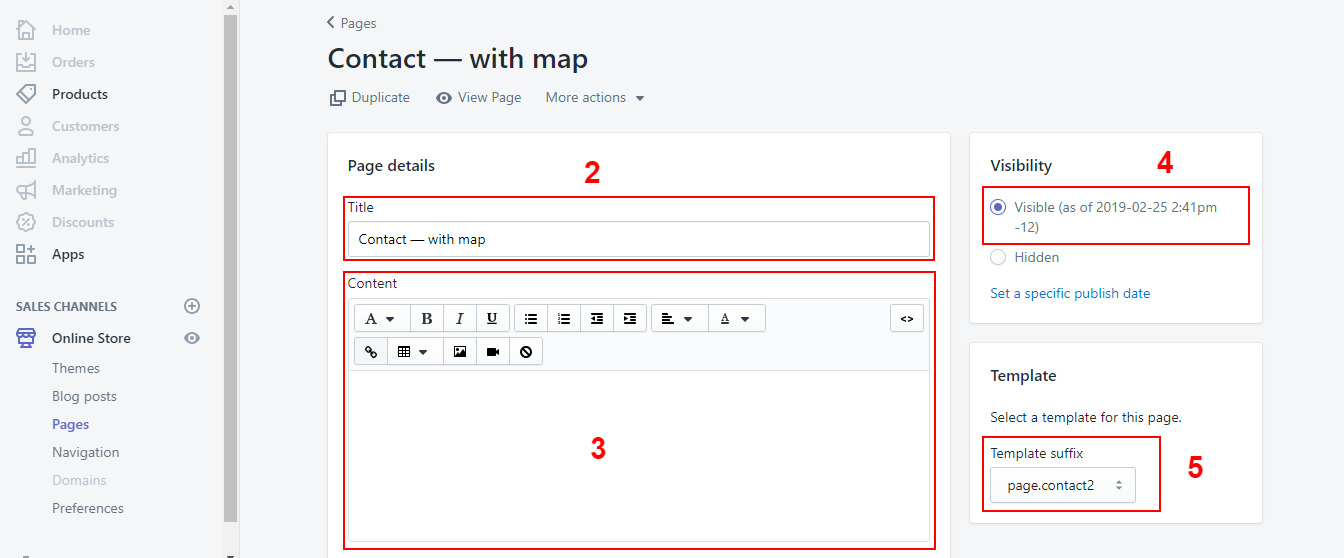 Home
Orders
Products
Customers
Analytics
Marketing
Discounts
Apps
SALES CHANNELS
Online Store
Themes
Blog posts
Pages
Navigation
Domains
Preferences
Pages
Contact — with map
Duplicate View Page More actions
Page details
2
Title
Contact — with map
Content
A B I U A <>
3
Visibility
4
Visible (as of 2019-02-25 2:41pm
-12)
Hidden
Set a specific publish date
Template
Select a template for this page.
Template suffix
page.contact2
5